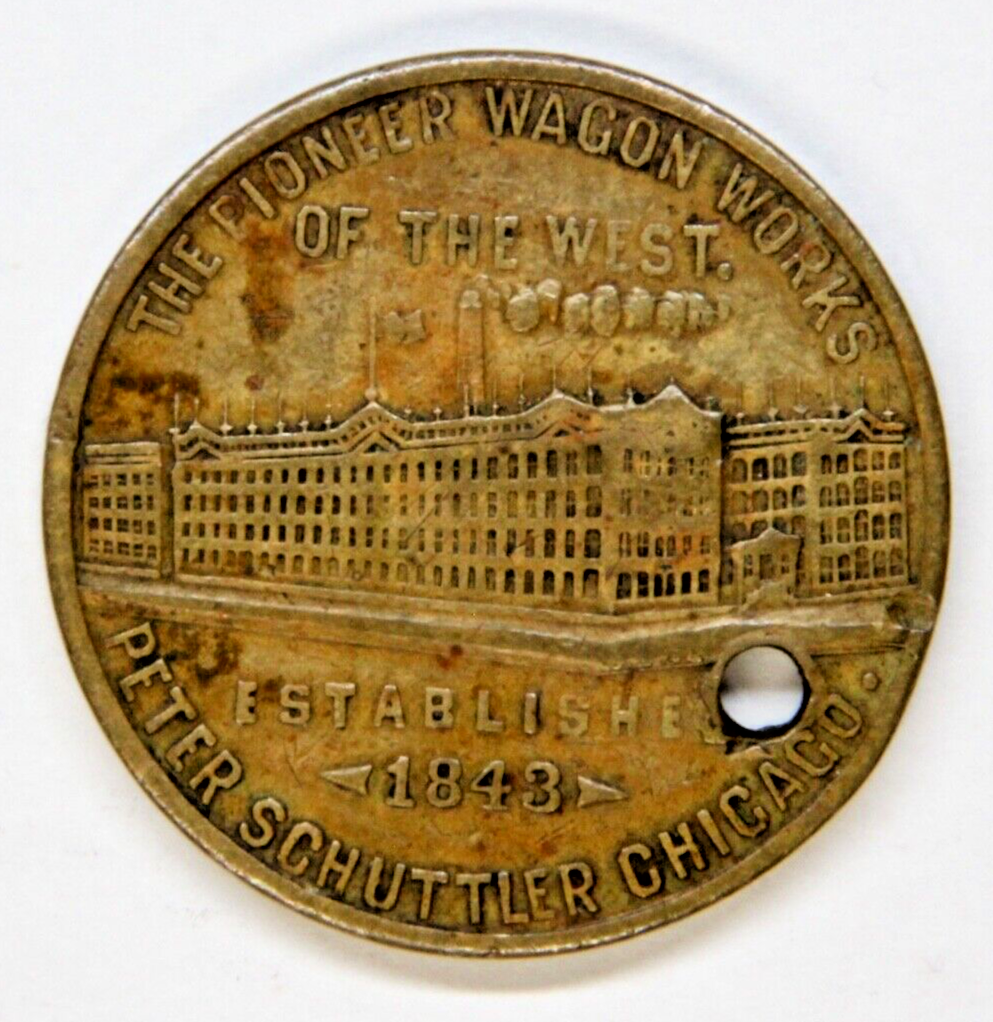 THE PIONEER WAGON WORKS
OF THE WEST.
ESTABLISHE
1843
PETER SCHUTTLER CHICAGO.